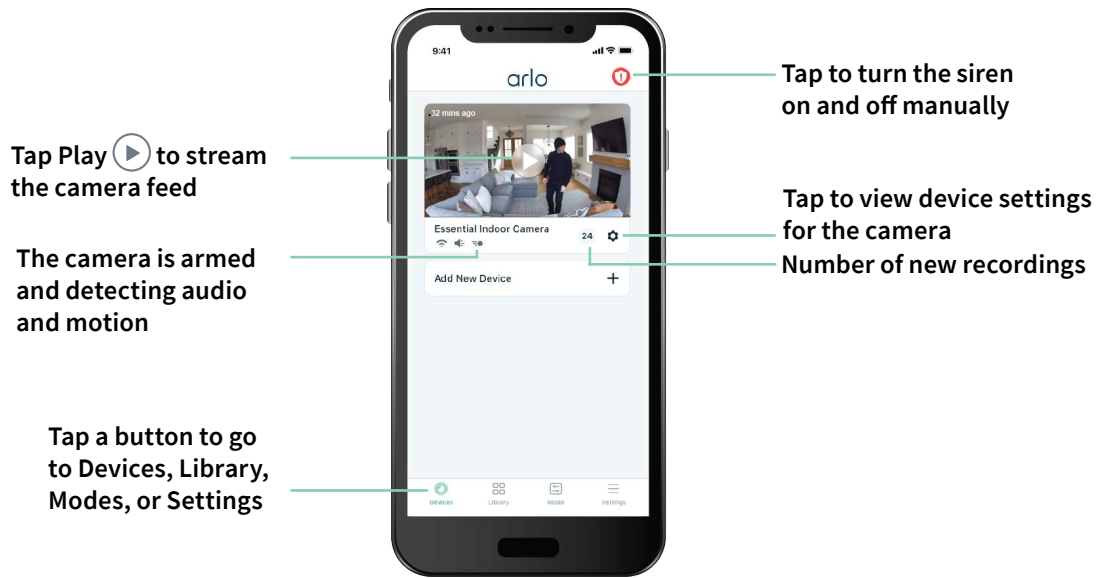 9:41
arlo
32 mins ago
Essential Indoor Camera
24
Add New Device
Devices
Library
Mode
Settings
Tap Play to stream
the camera feed
The camera is armed
and detecting audio
and motion
Tap a button to go
to Devices, Library,
Modes, or Settings
Tap to turn the siren
on and off manually
Tap to view device settings
for the camera
Number of new recordings